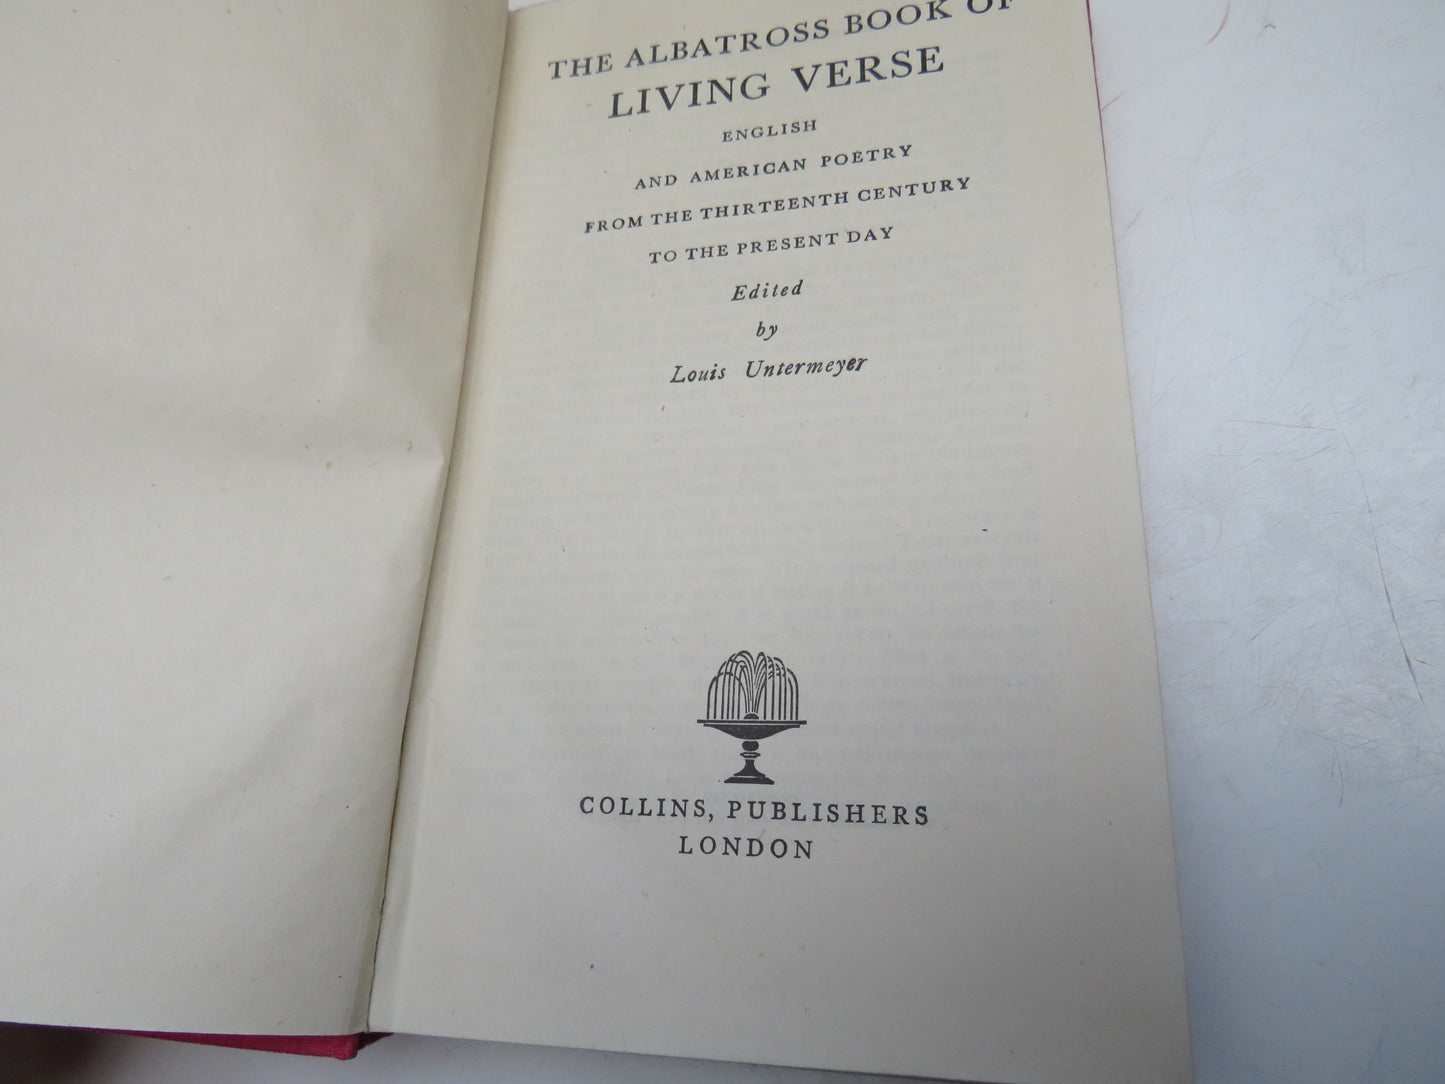 THE ALBATROSS BOOK OF
LIVING VERSE
ENGLISH
AND AMERICAN POETRY
FROM THE THIRTEENTH CENTURY
TO THE PRESENT DAY
Edited
by
Louis Untermeyer
COLLINS, PUBLISHERS
LONDON